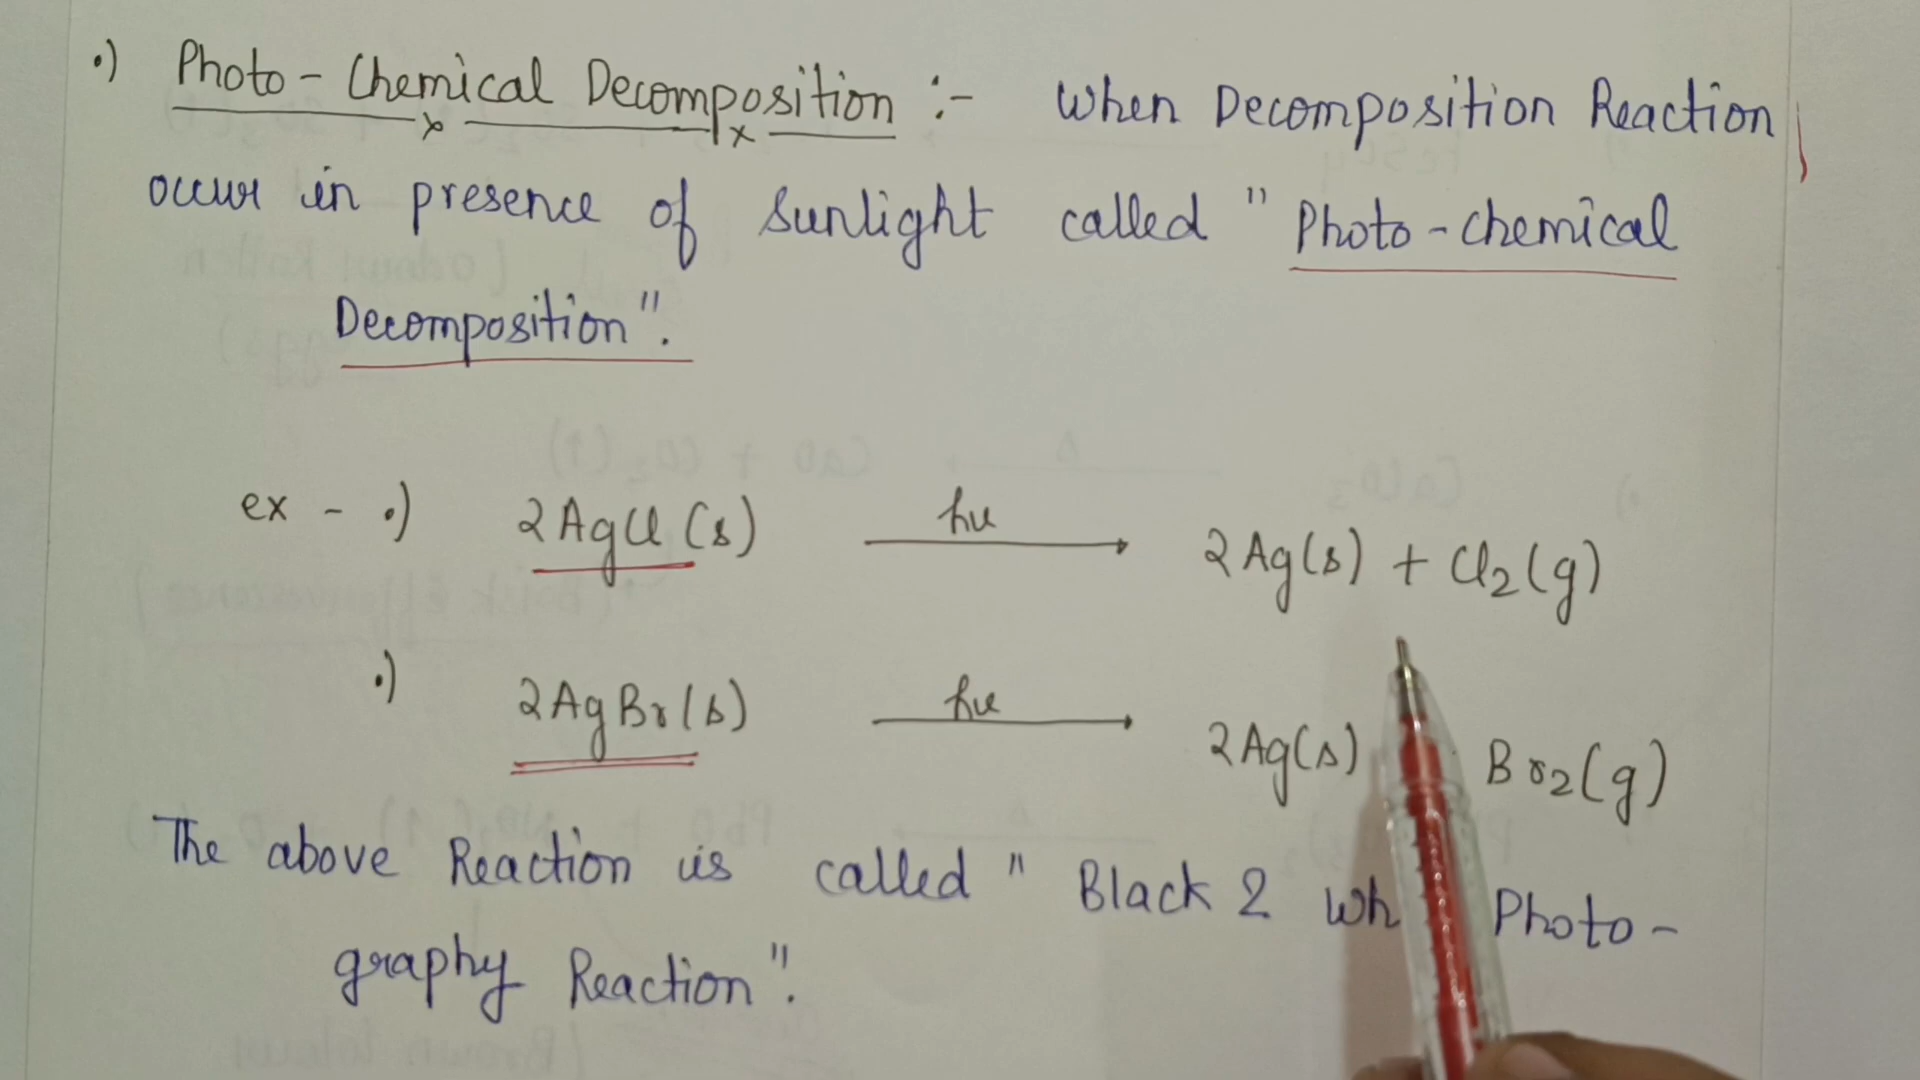 •) Photo-Chemical Decomposition :- When Decomposition Reaction
occur in presence of Sunlight called "Photo-chemical
Decomposition".
ex - •) 2AgCl(s) hν → 2Ag(s) + Cl2(g)
•) 2AgBr(s) hν → 2Ag(s) Br2(g)
The above Reaction is called "Black 2 Wh Photo-
graphy Reaction".